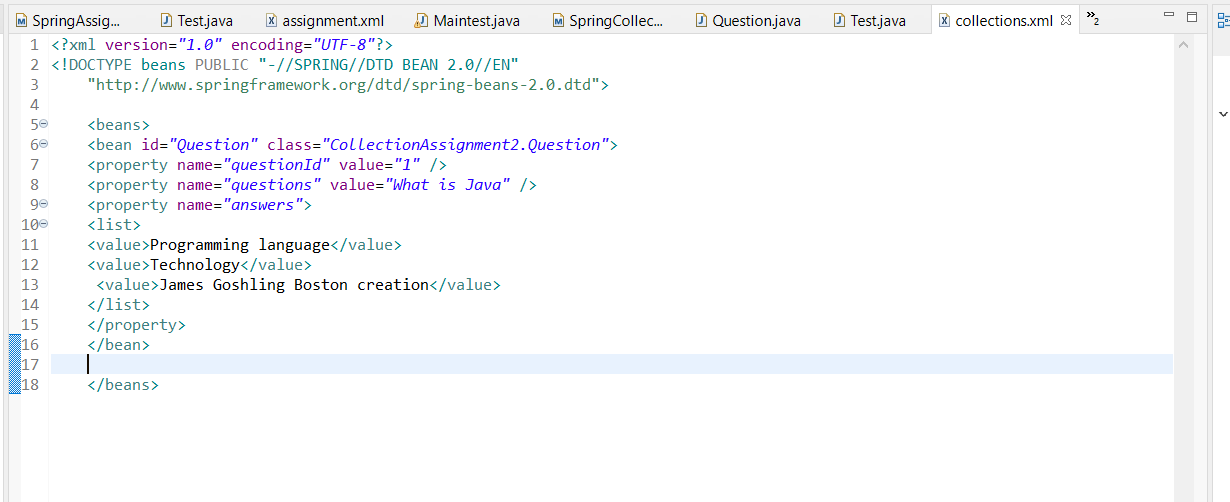 SpringAssig... Test.java assignment.xml Maintest.java SpringCollec... Question.java Test.java collections.xml »2
1 <?xml version="1.0" encoding="UTF-8"?>
2 <!DOCTYPE beans PUBLIC "-//SPRING//DTD BEAN 2.0//EN"
3 "http://www.springframework.org/dtd/spring-beans-2.0.dtd">
4
5 <beans>
6 <bean id="Question" class="CollectionAssignment2.Question">
7 <property name="questionId" value="1" />
8 <property name="questions" value="What is Java" />
9 <property name="answers">
10 <list>
11 <value>Programming language</value>
12 <value>Technology</value>
13 <value>James Goshling Boston creation</value>
14 </list>
15 </property>
16 </bean>
17
18 </beans>